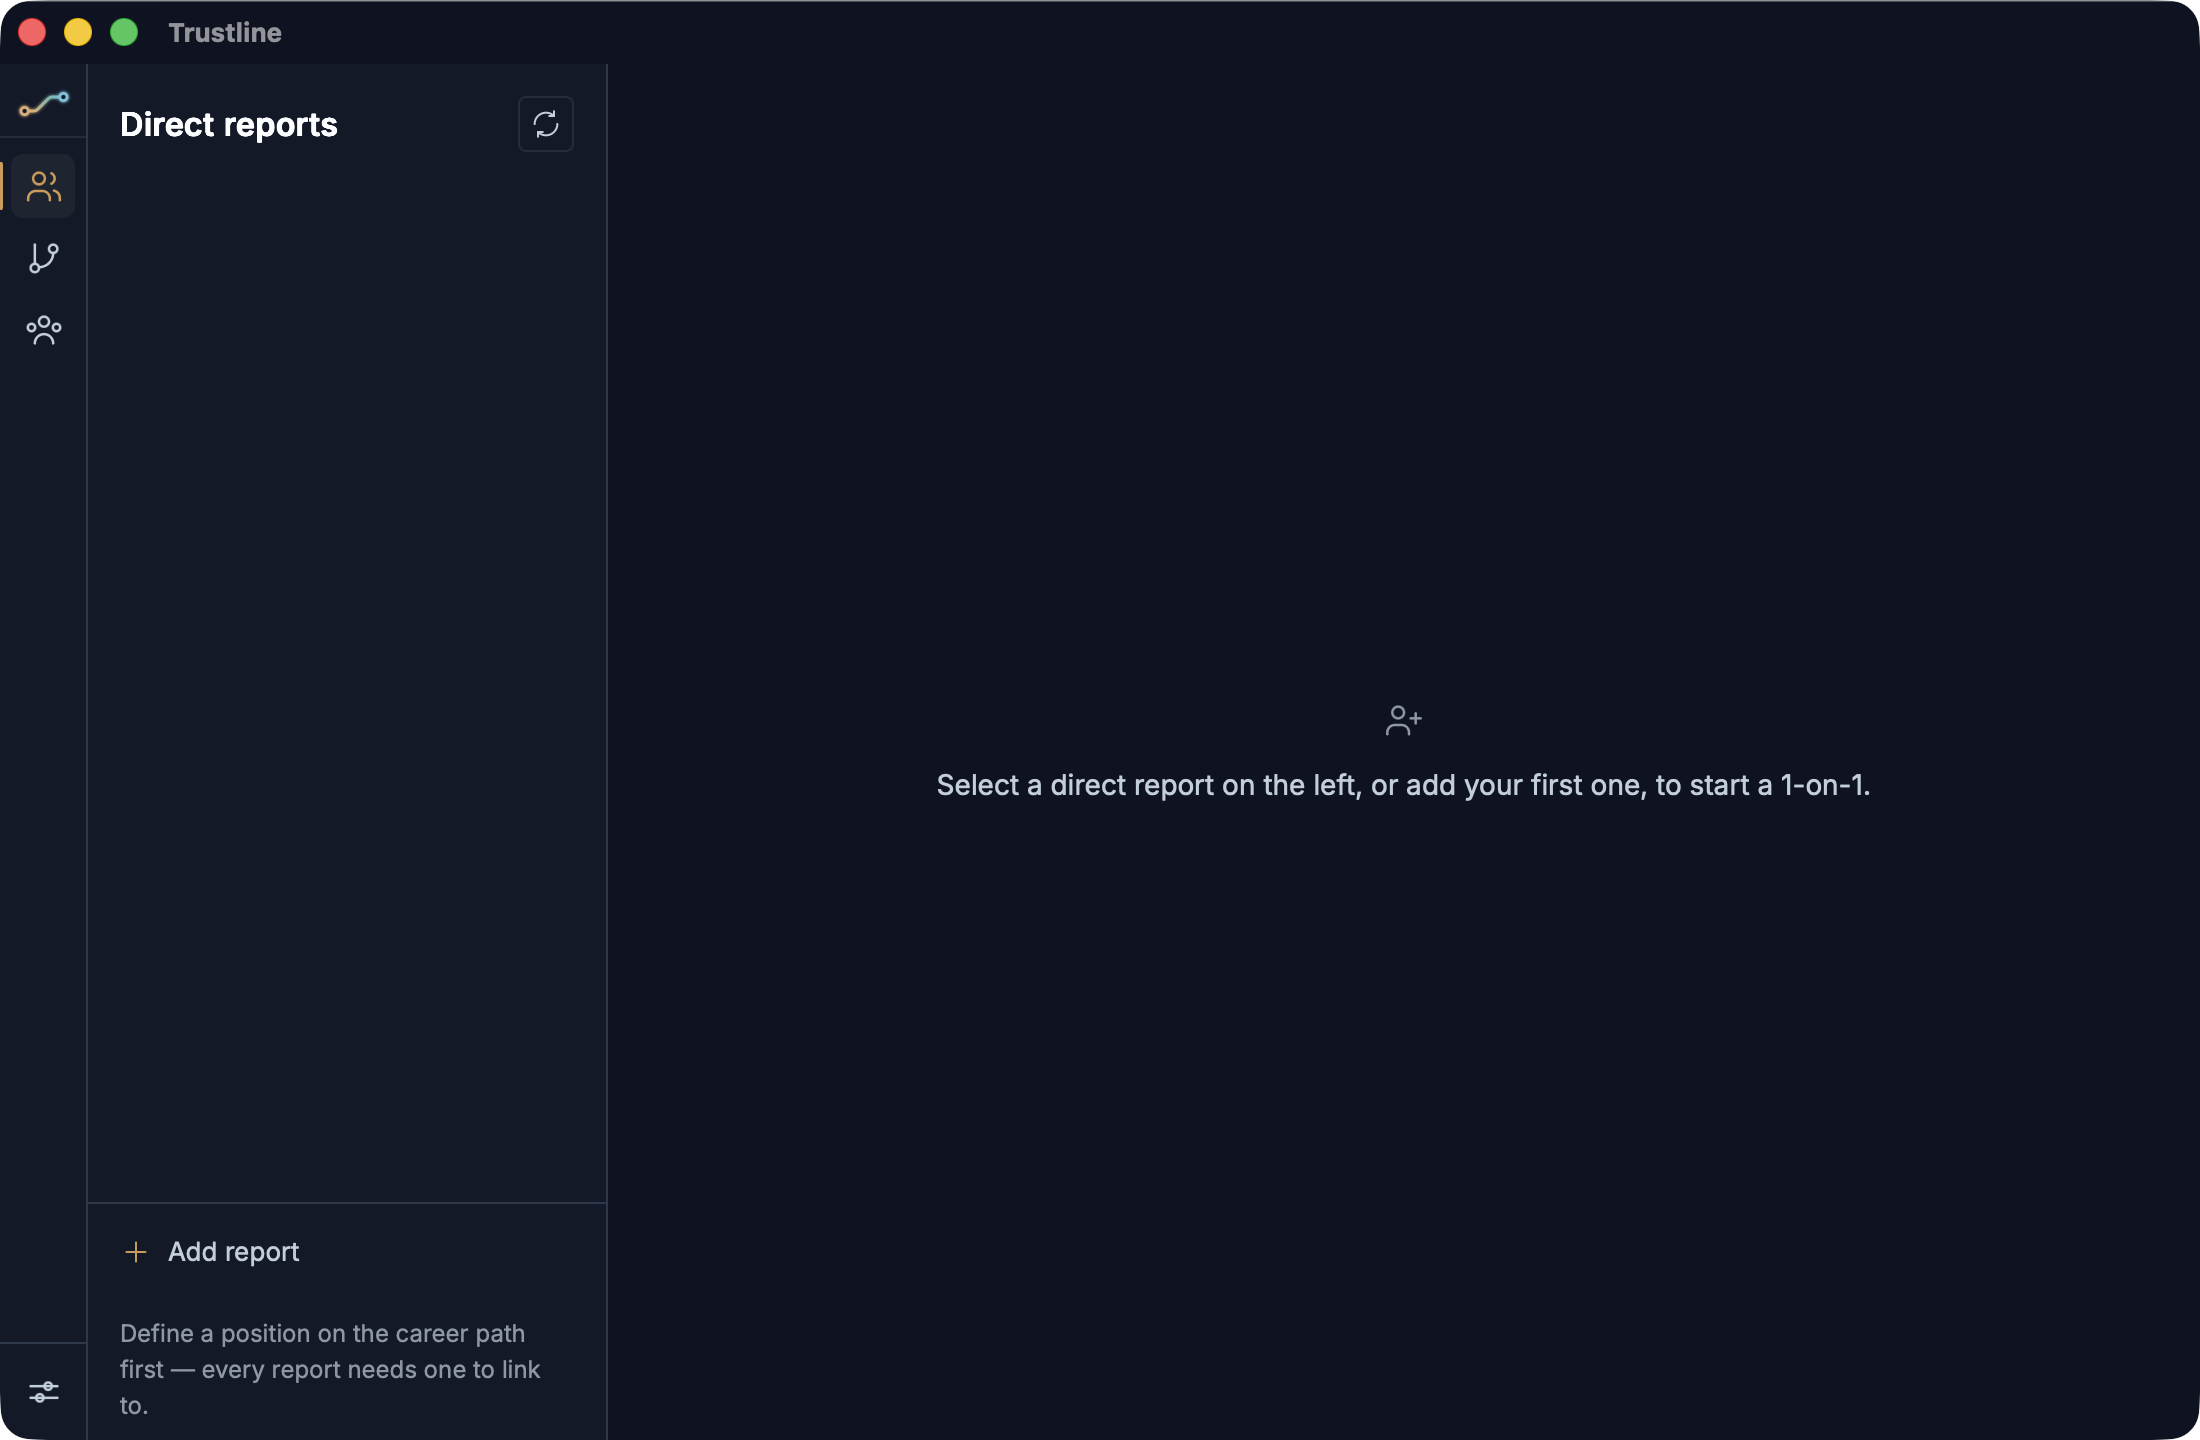 Trustline
Direct reports
Select a direct report on the left, or add your first one, to start a 1-on-1.
Add report
Define a position on the career path
first — every report needs one to link
to.